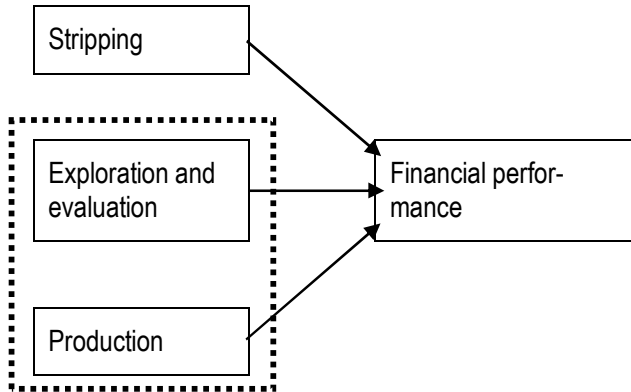 Stripping
Exploration and
evaluation
Financial perfor-
mance
Production